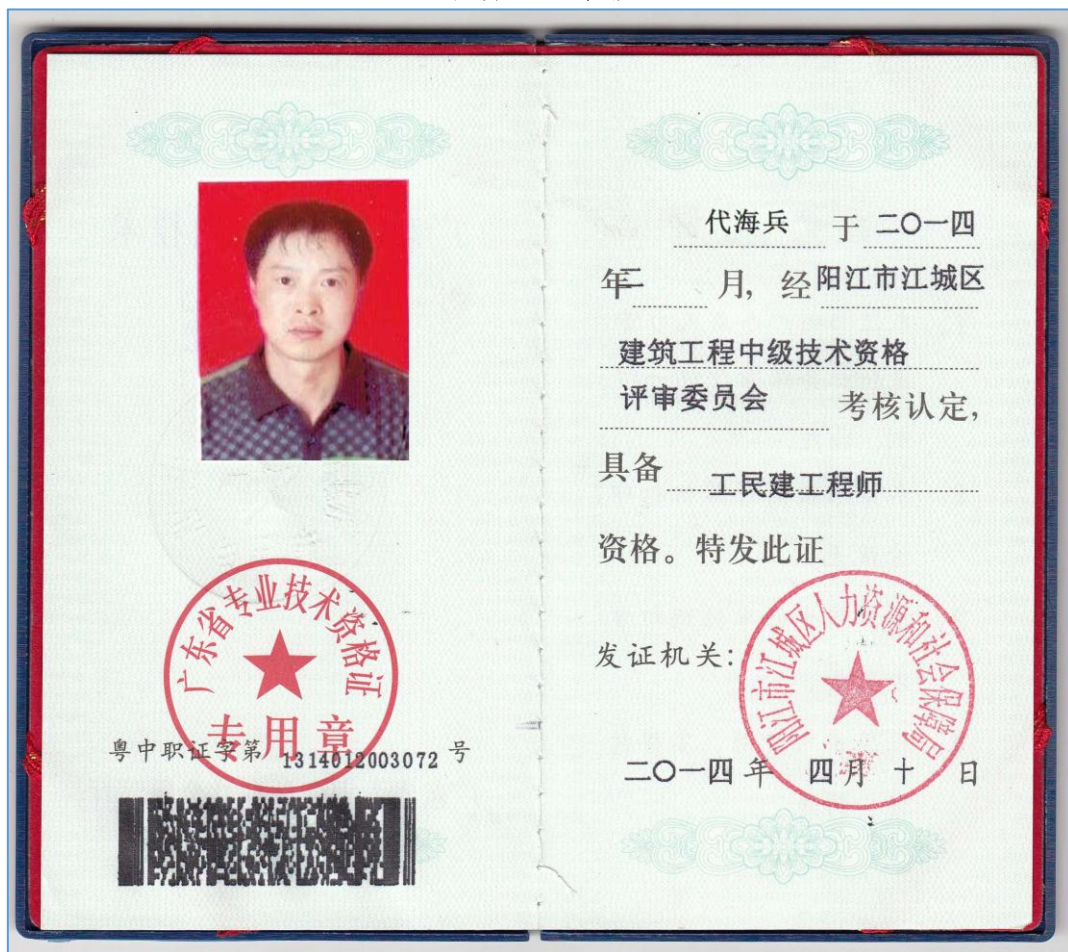 广东省专业技术资格证
专用章
粤中职证字第 1314012003072 号
代海兵 于 二〇一四
年二 月, 经阳江市江城区
建筑工程中级技术资格
评审委员会 考核认定,
具备 工民建工程师
资格。特发此证
发证机关:
阳江市江城区人力资源和社会保障局
二〇一四 年 四 月 十 日